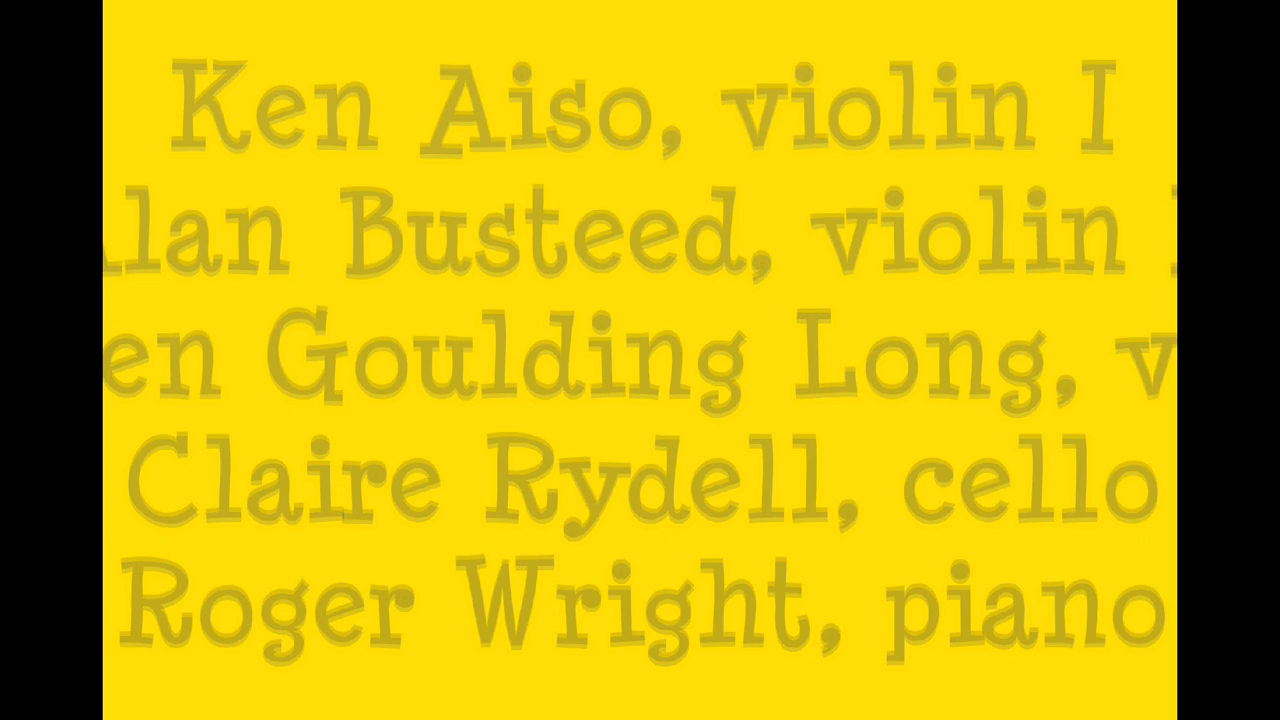 Ken Aiso, violin I
lan Busteed, violin
en Goulding Long, v
Claire Rydell, cello
Roger Wright, piano